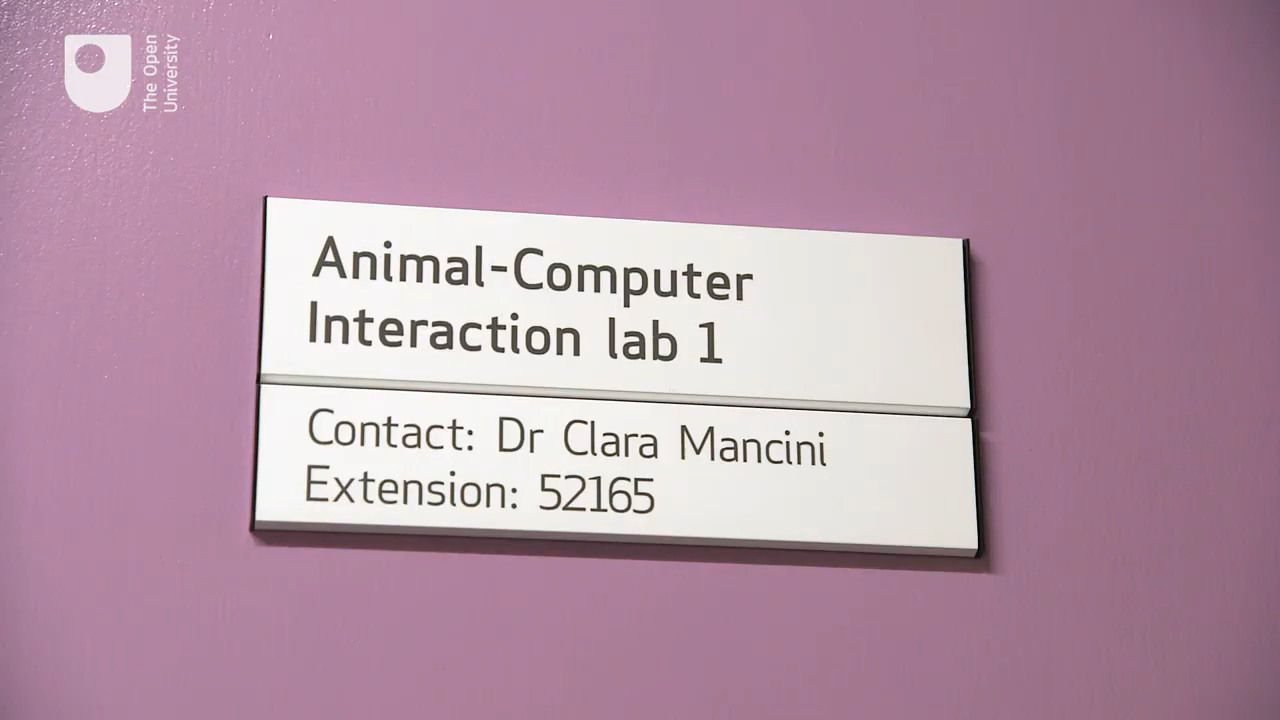 The Open
University
Animal-Computer
Interaction lab 1
Contact: Dr Clara Mancini
Extension: 52165